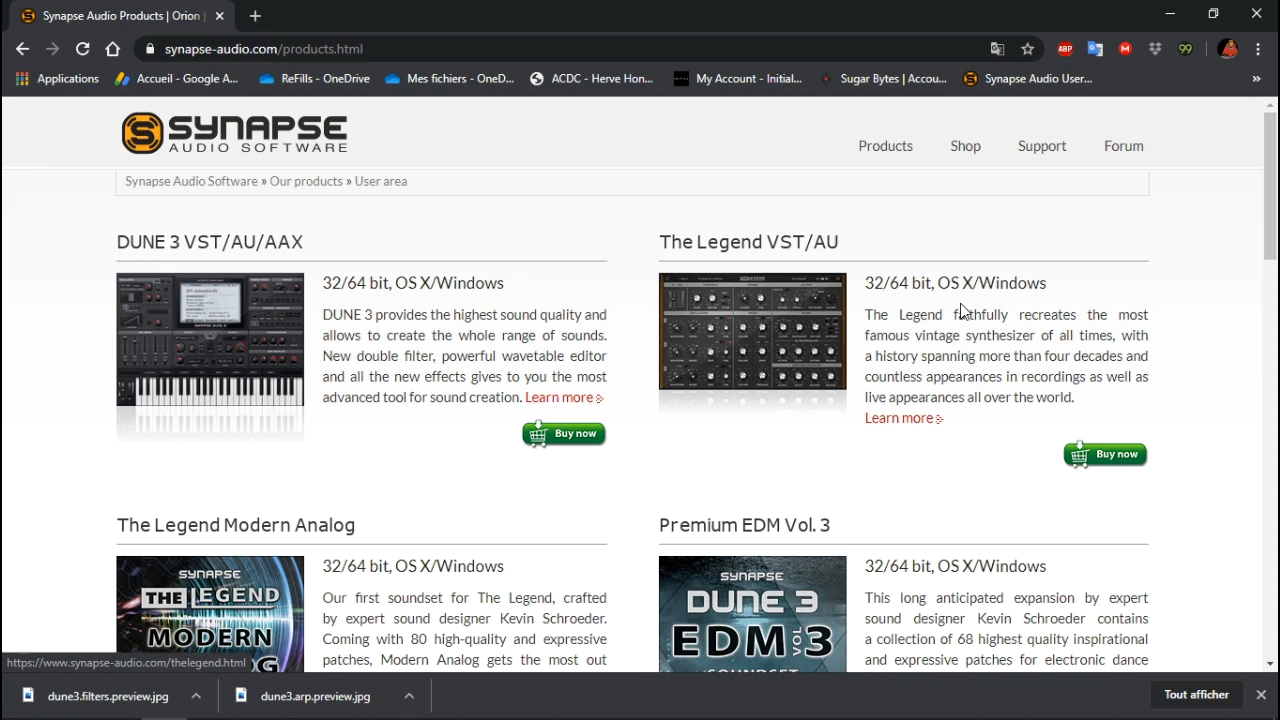 Synapse Audio Products | Orion
synapse-audio.com/products.html
ABP
99
Applications
Accueil - Google A...
ReFills - OneDrive
Mes fichiers - OneD...
ACDC - Herve Hon...
My Account - Initial...
Sugar Bytes | Accou...
Synapse Audio User...
»
SYNAPSE
AUDIO SOFTWARE
Products
Shop
Support
Forum
Synapse Audio Software » Our products » User area
DUNE 3 VST/AU/AAX
32/64 bit, OS X/Windows
DUNE 3 provides the highest sound quality and
allows to create the whole range of sounds.
New double filter, powerful wavetable editor
and all the new effects gives to you the most
advanced tool for sound creation. Learn more
Buy now
The Legend VST/AU
32/64 bit, OS X/Windows
The Legend faithfully recreates the most
famous vintage synthesizer of all times, with
a history spanning more than four decades and
countless appearances in recordings as well as
live appearances all over the world.
Learn more
Buy now
The Legend Modern Analog
SYNAPSE
THE LEGEND
MODERN
32/64 bit, OS X/Windows
Our first soundset for The Legend, crafted
by expert sound designer Kevin Schroeder.
Coming with 80 high-quality and expressive
patches, Modern Analog gets the most out
Premium EDM Vol. 3
SYNAPSE
DUNE 3
EDM VOL 3
SOUNDSET
32/64 bit, OS X/Windows
This long anticipated expansion by expert
sound designer Kevin Schroder contains
a collection of 68 highest quality inspirational
and expressive patches for electronic dance
https://www.synapse-audio.com/thelegend.html
dune3.filters.preview.jpg
dune3.arp.preview.jpg
Tout afficher